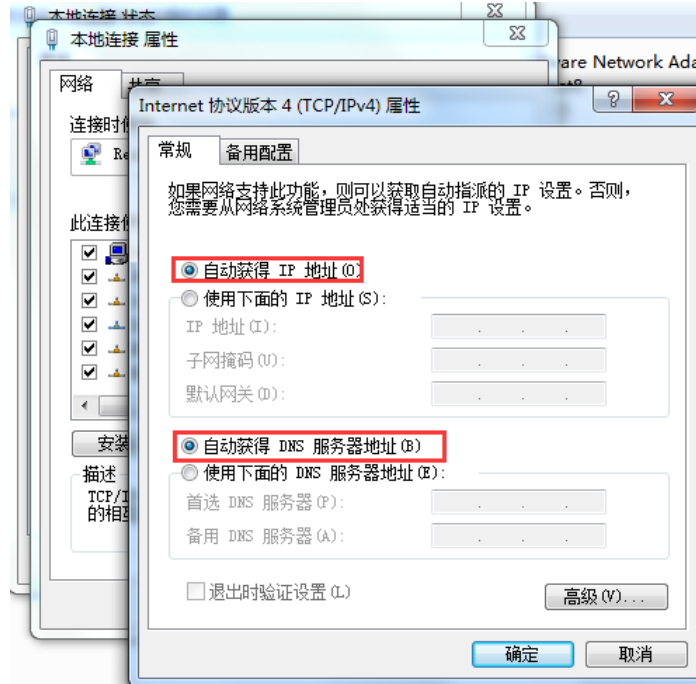 本地连接 状态
本地连接 属性
are Network Ada
网络
共享
Internet 协议版本 4 (TCP/IPv4) 属性
连接时
常规
备用配置
Re
如果网络支持此功能，则可以获取自动指派的 IP 设置。否则，
您需要从网络系统管理员处获得适当的 IP 设置。
此连接
自动获得 IP 地址(O)
使用下面的 IP 地址(S):
IP 地址(I):
子网掩码(U):
默认网关(D):
安装
自动获得 DNS 服务器地址(B)
描述
使用下面的 DNS 服务器地址(E):
TCP/I
首选 DNS 服务器(P):
的相
备用 DNS 服务器(A):
退出时验证设置(L)
高级(V)...
确定
取消